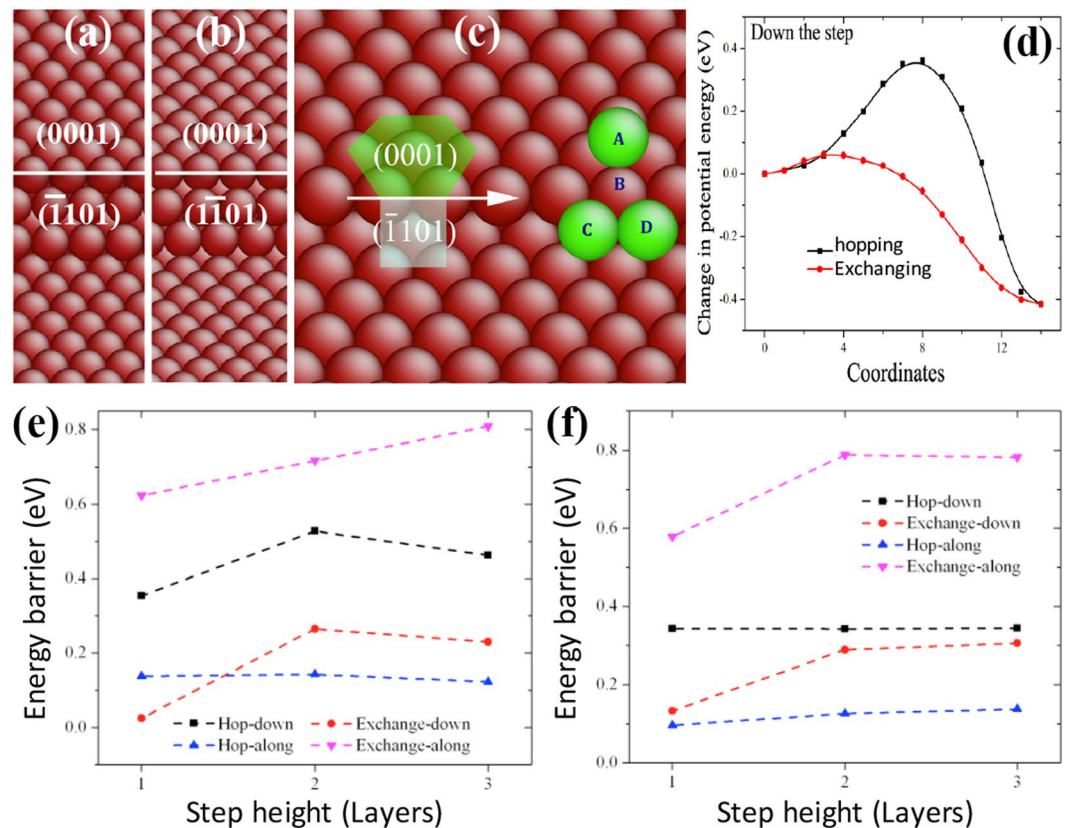 (a)
(0001)
(1̅101)
(b)
(0001)
(11̅01)
(c)
(0001)
(1̅101)
A
B
C
D
(d)
Down the step
Change in potential energy (eV)
0.4
0.0
-0.4
hopping
Exchanging
0 4 8 12
Coordinates
(e)
Energy barrier (eV)
0.8
0.6
0.4
0.2
0.0
Hop-down Exchange-down
Hop-along Exchange-along
1 2 3
Step height (Layers)
(f)
Energy barrier (eV)
0.8
0.6
0.4
0.2
0.0
Hop-down
Exchange-down
Hop-along
Exchange-along
1 2 3
Step height (Layers)